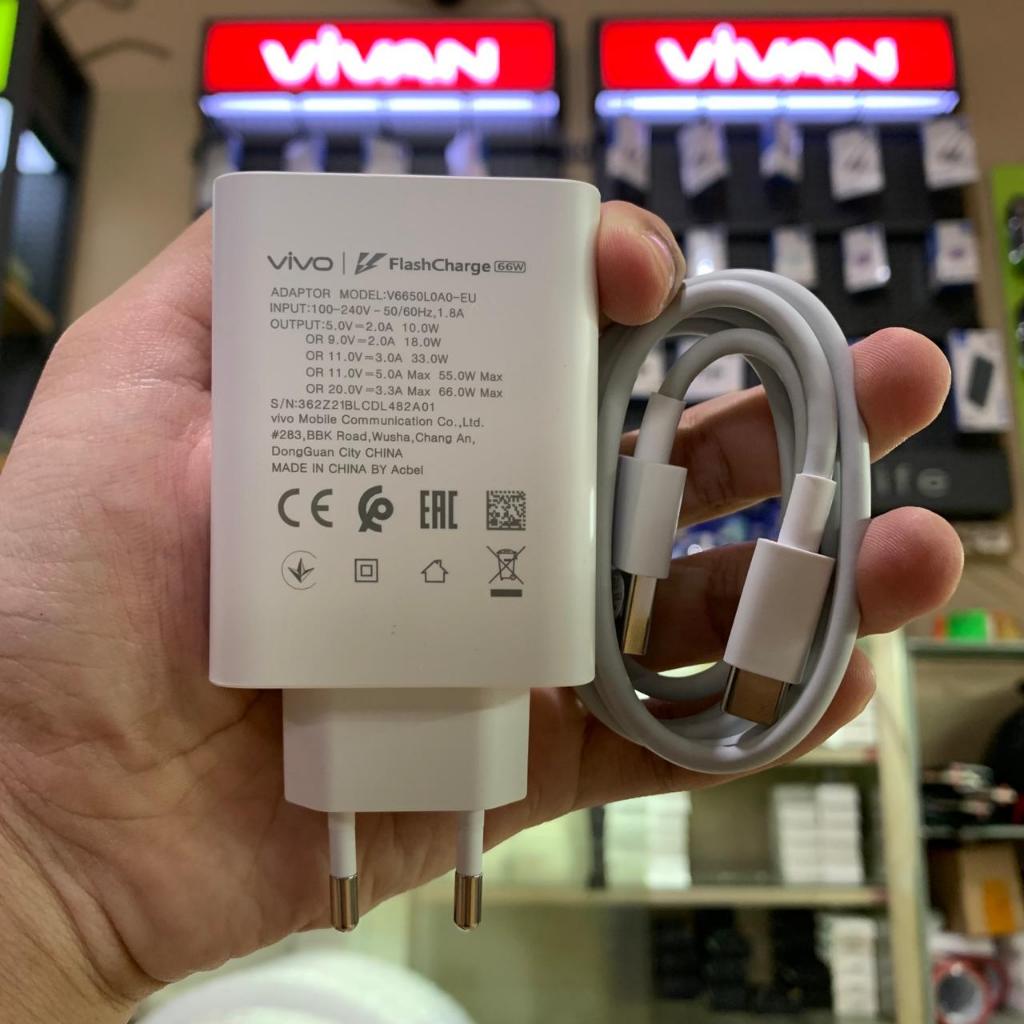 VIVAN
VIVAN
vivo | FlashCharge 66W
ADAPTOR MODEL:V6650L0A0-EU
INPUT:100-240V~50/60Hz,1.8A
OUTPUT:5.0V=2.0A 10.0W
OR 9.0V=2.0A 18.0W
OR 11.0V=3.0A 33.0W
OR 11.0V=5.0A Max 55.0W Max
OR 20.0V=3.3A Max 66.0W Max
S/N:362Z21BLCDL482A01
vivo Mobile Communication Co.,Ltd.
#283,BBK Road,Wusha,Chang An,
DongGuan City CHINA
MADE IN CHINA BY Acbel
CE EAC